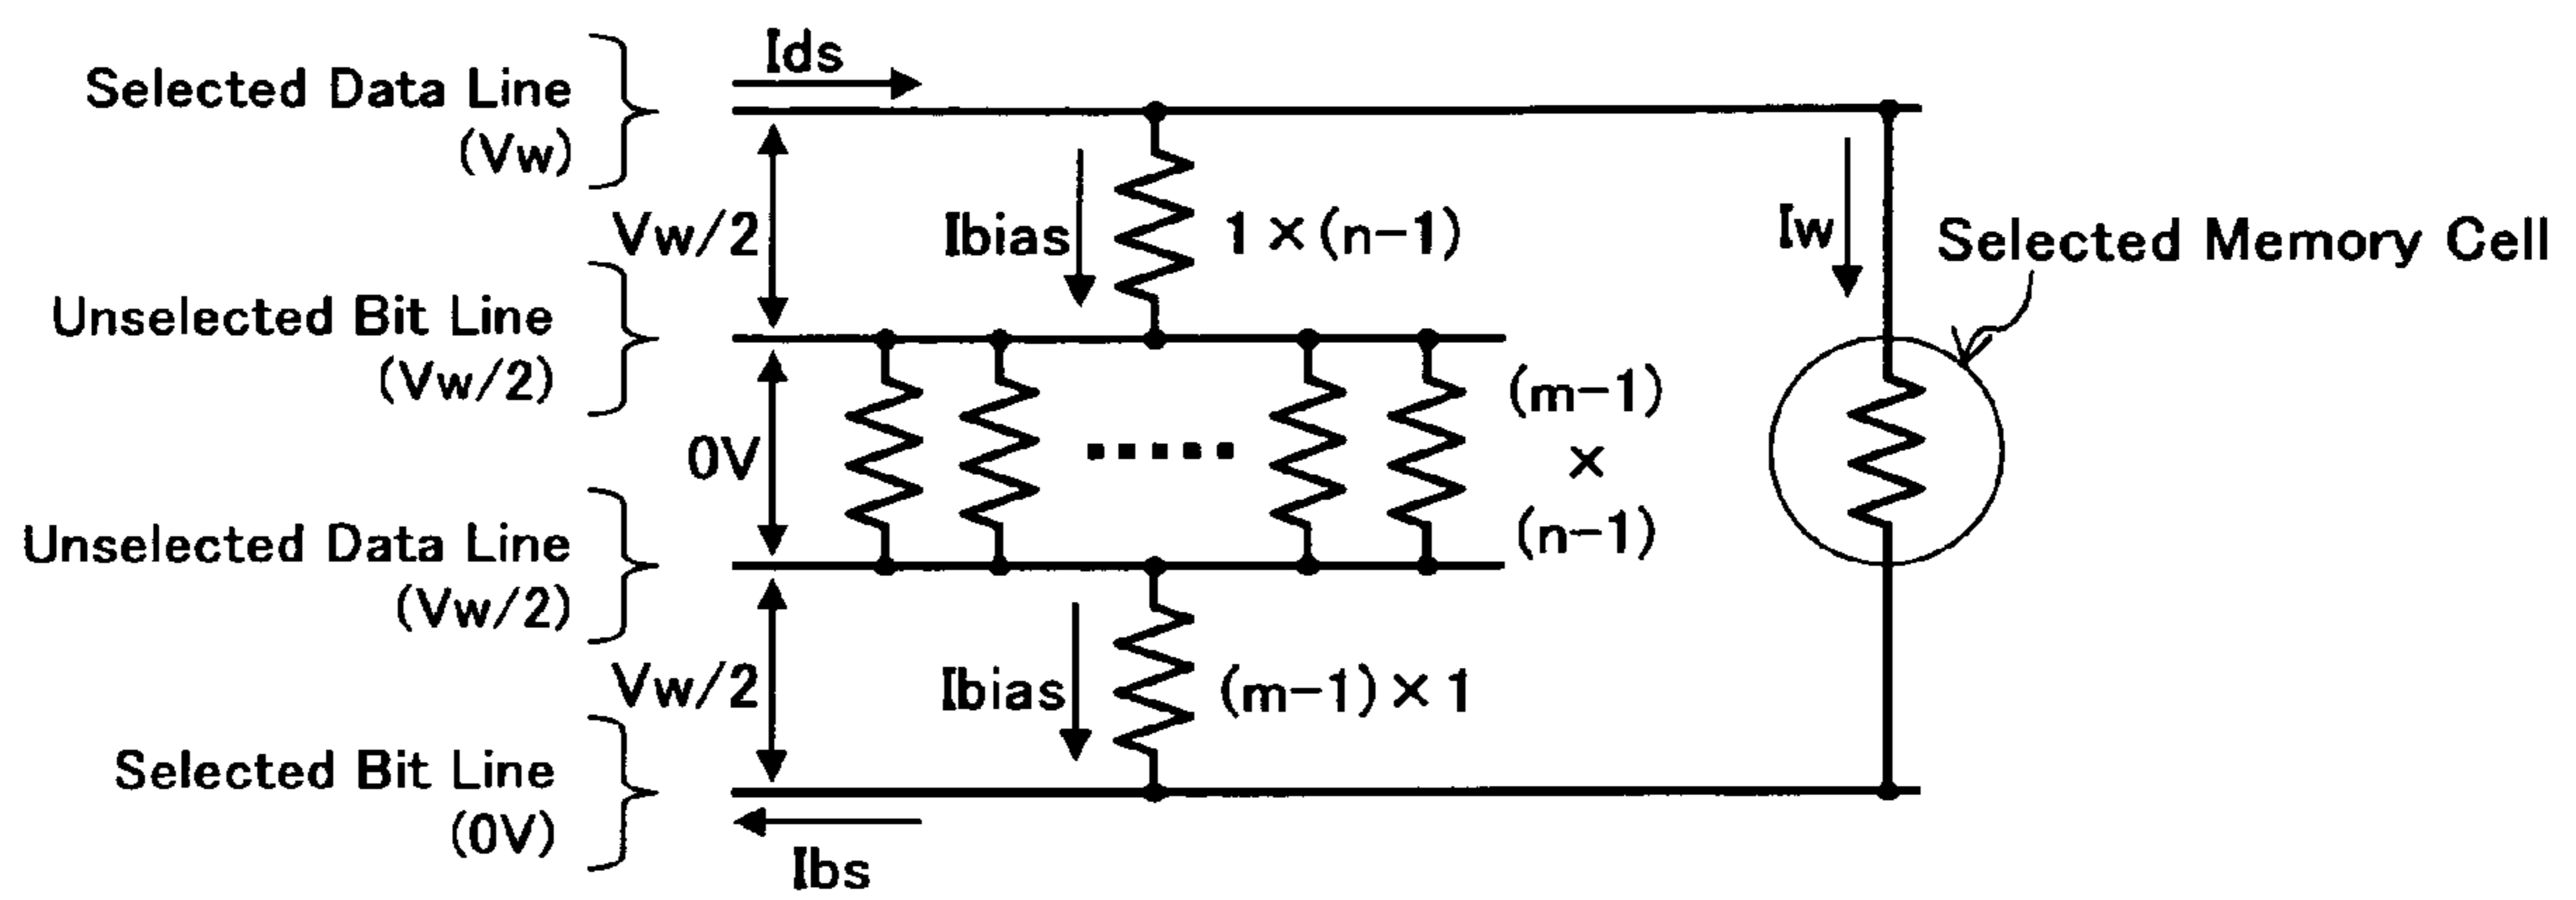 Ids
Selected Data Line
(Vw)
Vw/2
Ibias
1×(n−1)
Iw
Selected Memory Cell
Unselected Bit Line
(Vw/2)
(m−1)
×
(n−1)
0V
Unselected Data Line
(Vw/2)
Vw/2
Ibias
(m−1)×1
Selected Bit Line
(0V)
Ibs